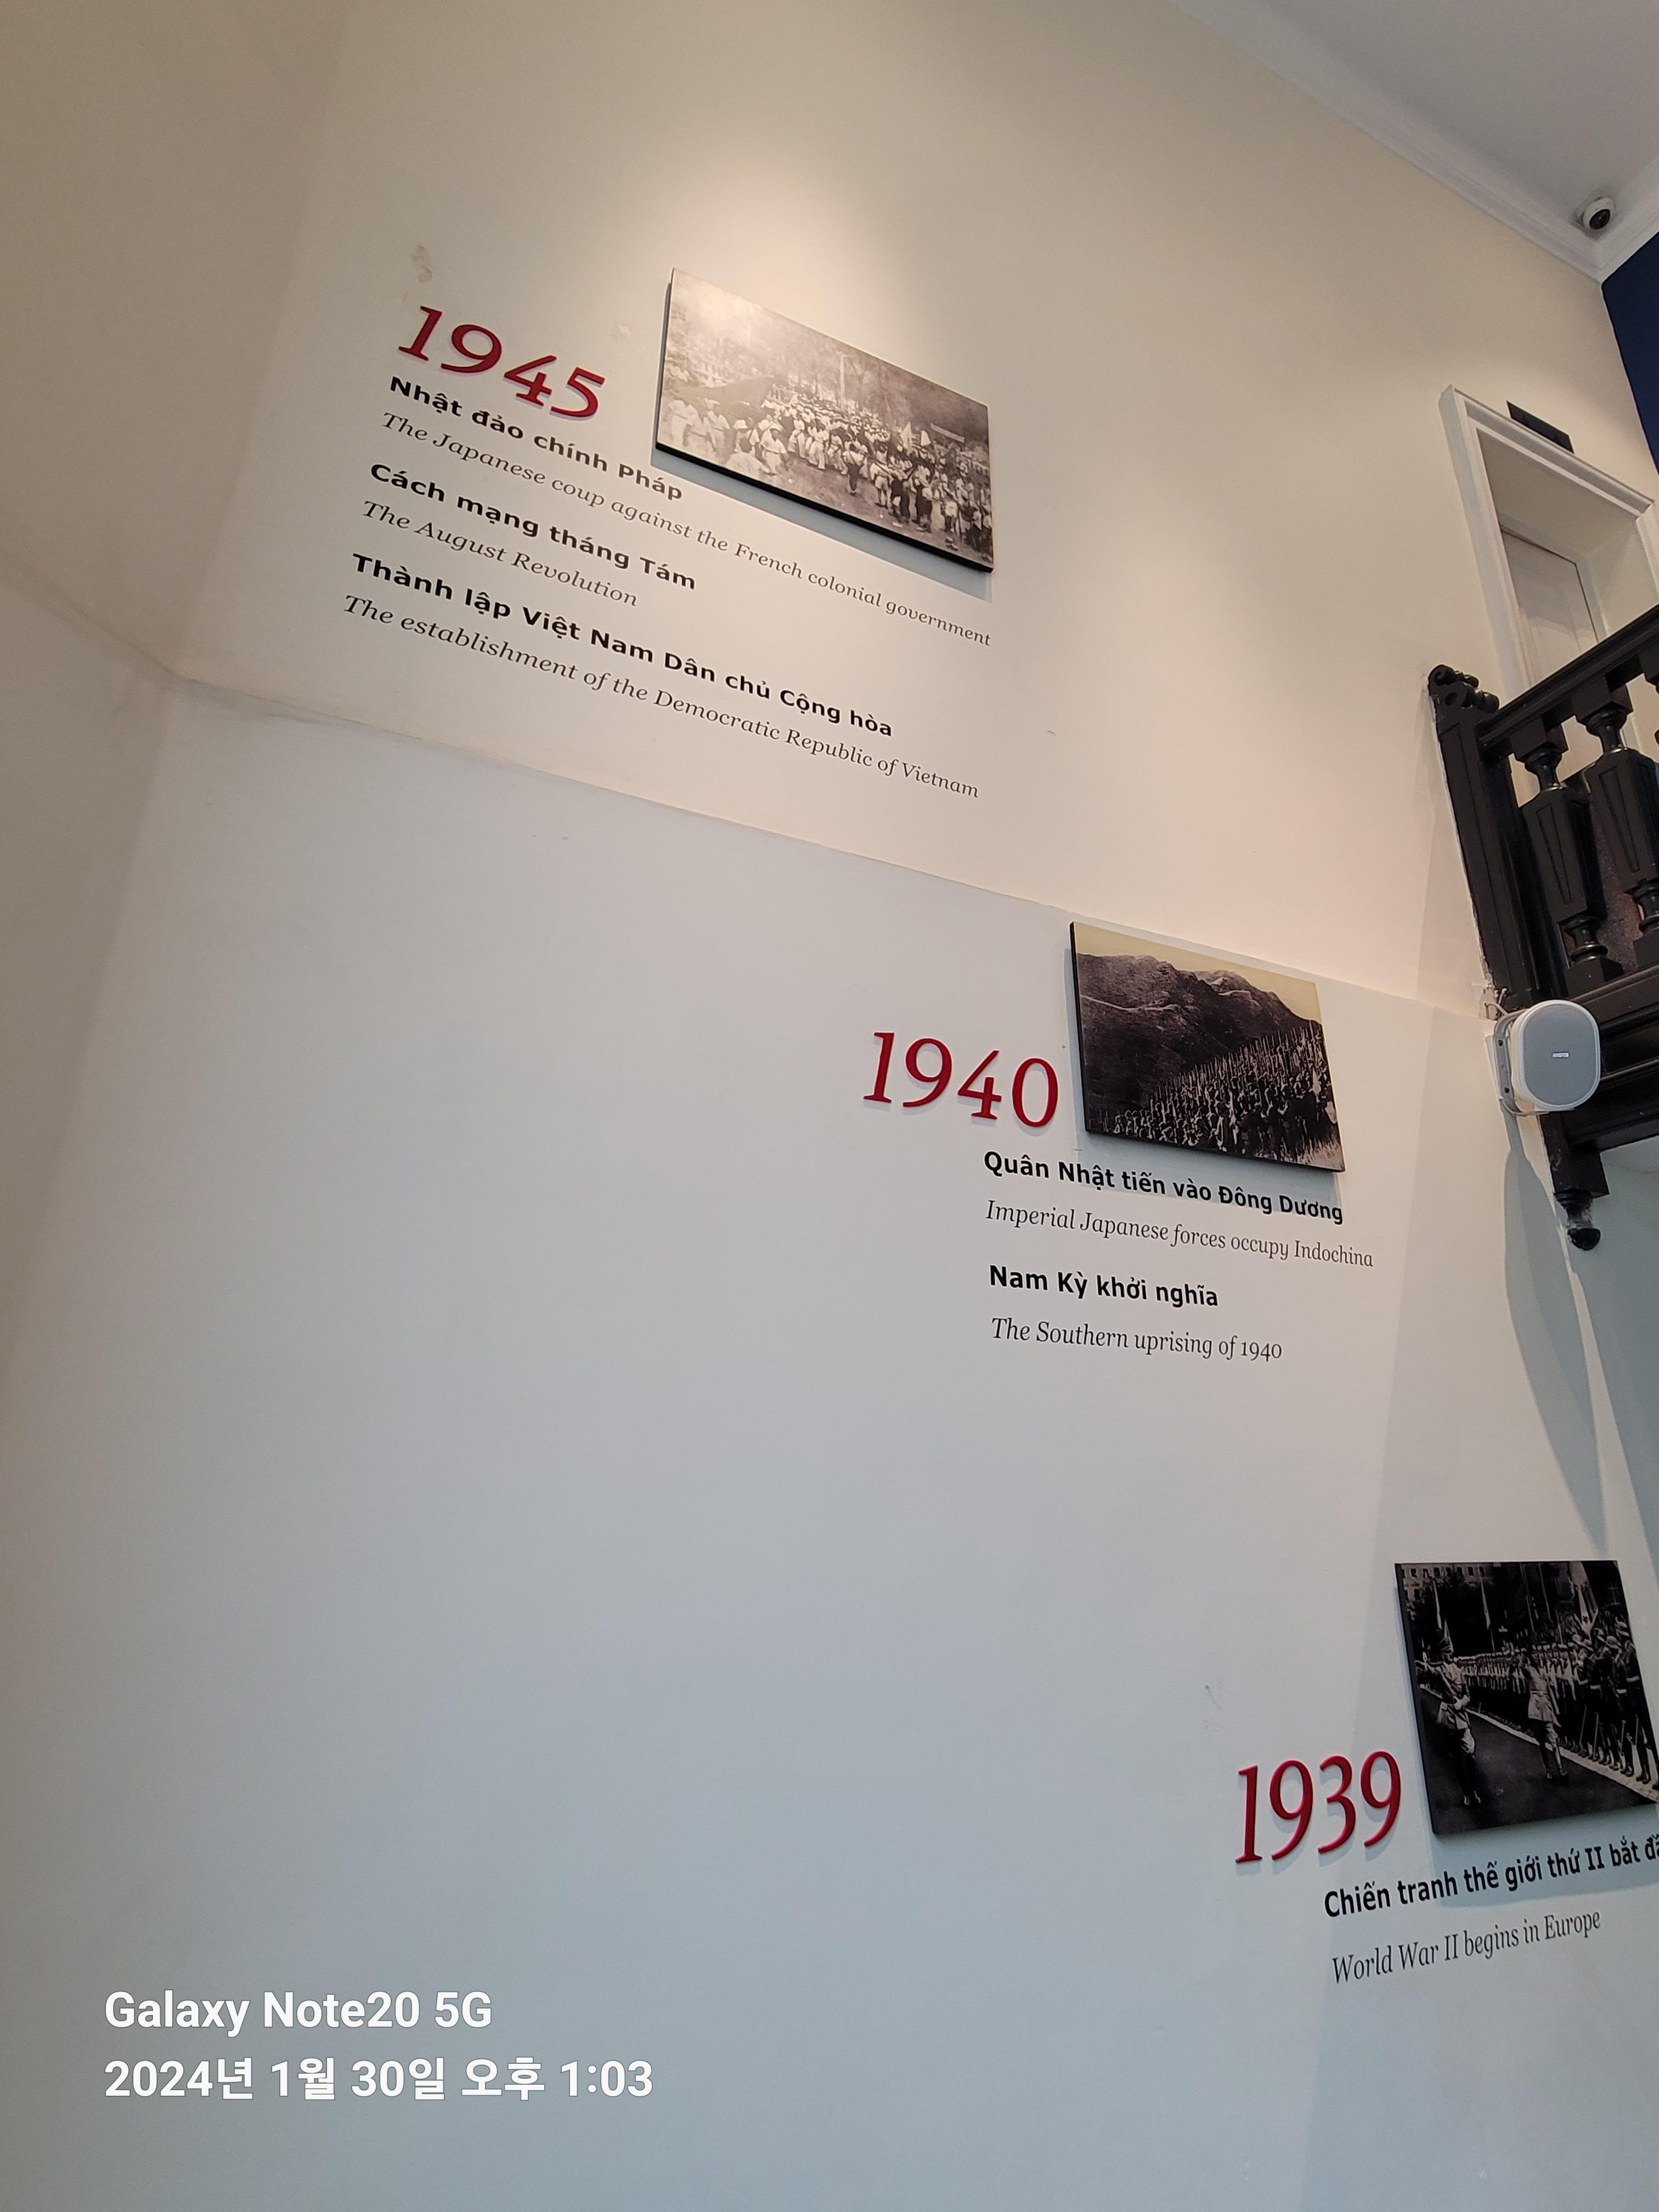 1945
Nhật đảo chính Pháp
The Japanese coup against the French colonial government
Cách mạng tháng Tám
The August Revolution
Thành lập Việt Nam Dân chủ Cộng hòa
The establishment of the Democratic Republic of Vietnam
1940
Quân Nhật tiến vào Đông Dương
Imperial Japanese forces occupy Indochina
Nam Kỳ khởi nghĩa
The Southern uprising of 1940
1939
Chiến tranh thế giới thứ II bắt
World War II begins in Europe
Galaxy Note20 5G
2024년 1월 30일 오후 1:03